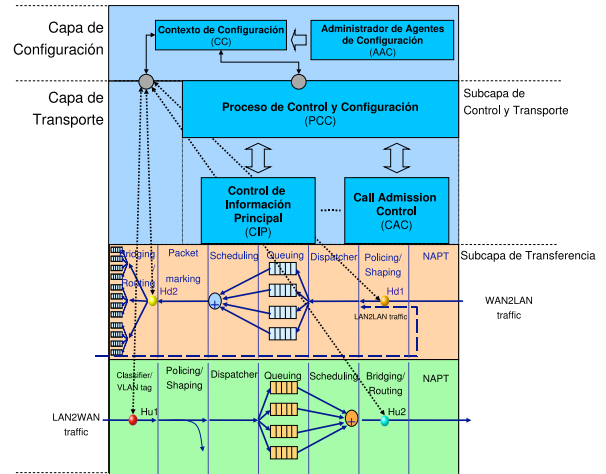 Capa de
Configuración
Contexto de Configuración
(CC)
Administrador de Agentes
de Configuración
(AAC)
Capa de
Transporte
Proceso de Control y Configuración
(PCC)
Subcapa de
Control y Transporte
Control de
Información
Principal
(CIP)
Call Admission
Control
(CAC)
Bridging/
Routing
Packet
marking
Scheduling
Queuing
Dispatcher
Policing/
Shaping
NAPT
Subcapa de Transferencia
Hd2
+
Hd1
LAN2LAN traffic
WAN2LAN
traffic
Classifier/
VLAN tag
Policing/
Shaping
Dispatcher
Queuing
Scheduling
Bridging/
Routing
NAPT
LAN2WAN
traffic
Hu1
+
Hu2